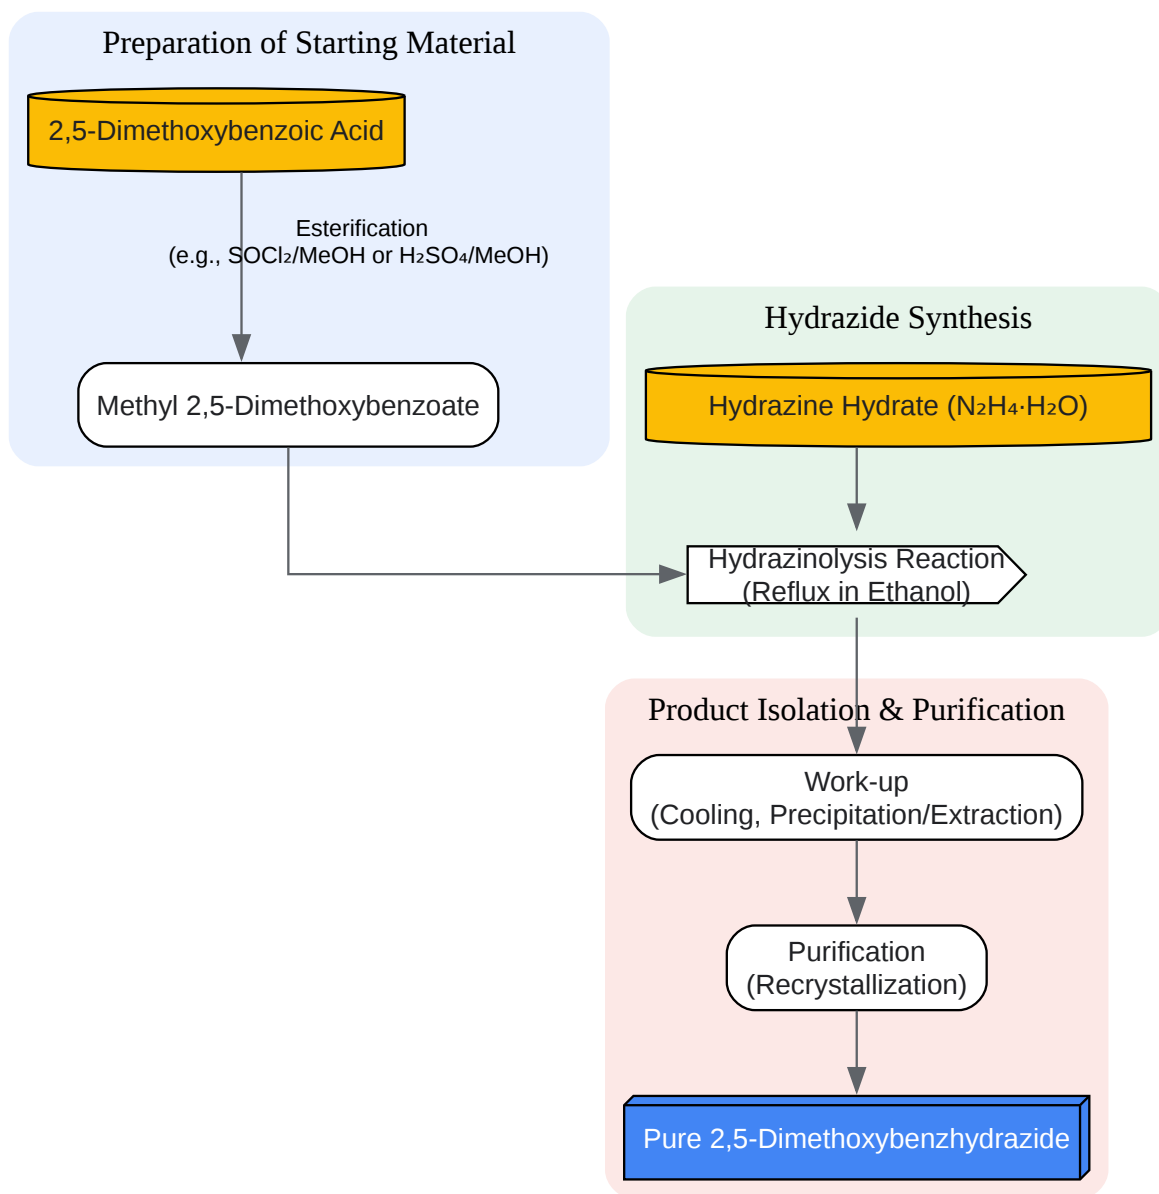 Preparation of Starting Material
2,5-Dimethoxybenzoic Acid
Esterification
(e.g., SOCl₂/MeOH or H₂SO₄/MeOH)
Methyl 2,5-Dimethoxybenzoate
Hydrazide Synthesis
Hydrazine Hydrate (N₂H₄·H₂O)
Hydrazinolysis Reaction
(Reflux in Ethanol)
Product Isolation & Purification
Work-up
(Cooling, Precipitation/Extraction)
Purification
(Recrystallization)
Pure 2,5-Dimethoxybenzhydrazide